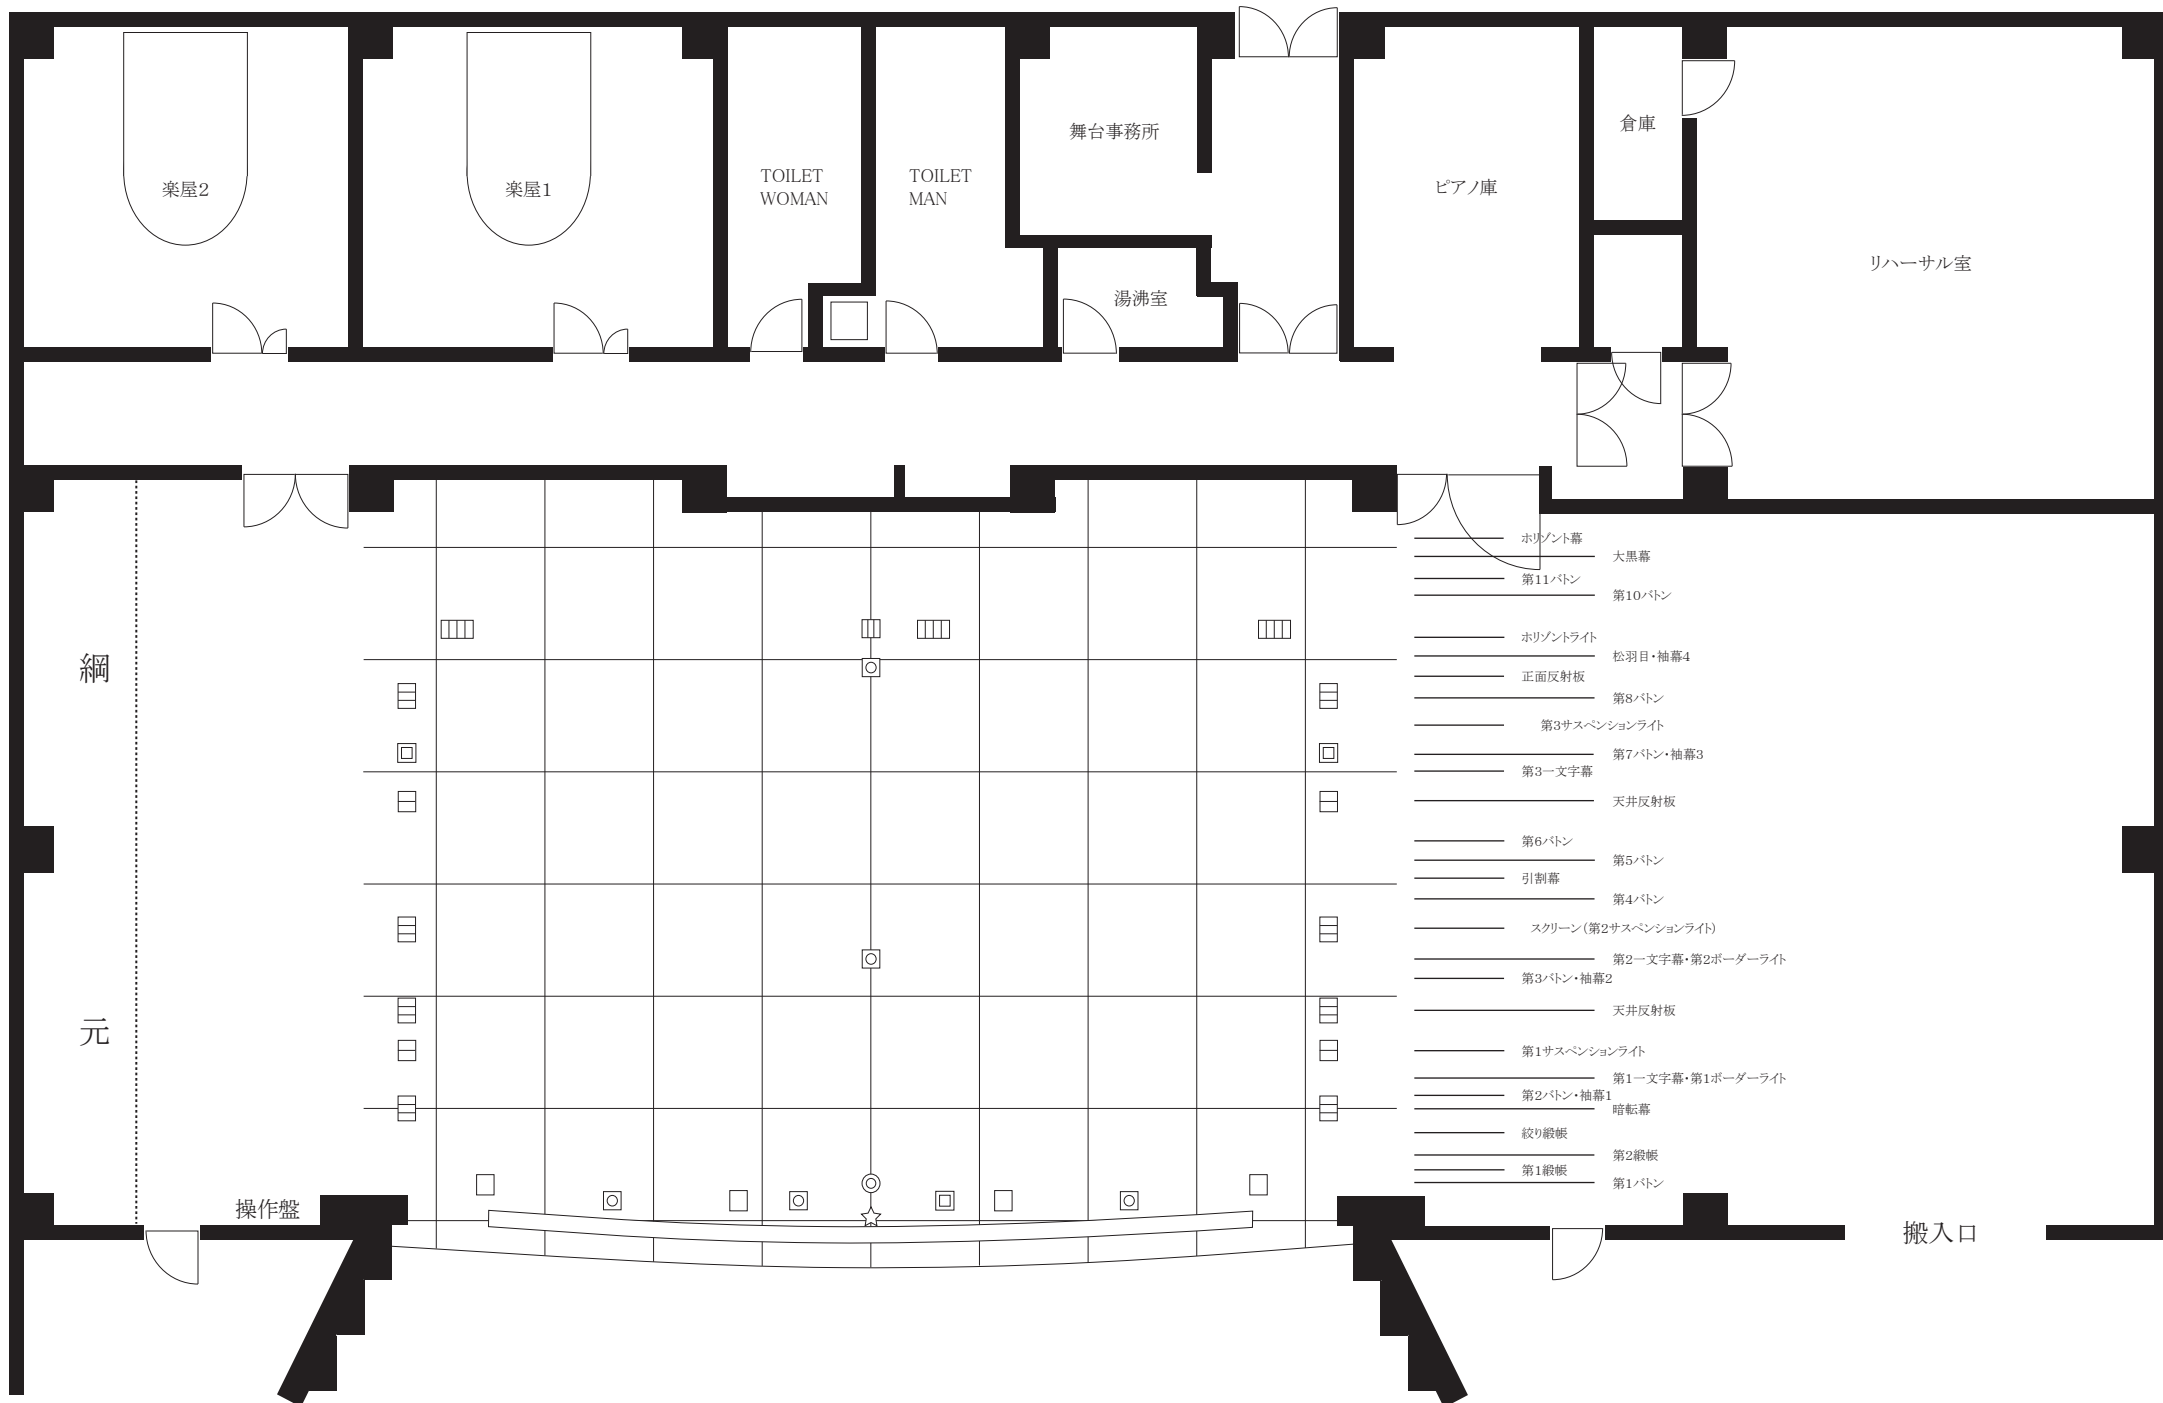 楽屋2
楽屋1
TOILET
WOMAN
TOILET
MAN
舞台事務所
湯沸室
ピアノ庫
倉庫
リハーサル室
綱
元
操作盤
ホリゾント幕
大黒幕
第11バトン
第10バトン
ホリゾントライト
松羽目・袖幕4
正面反射板
第8バトン
第3サスペンションライト
第7バトン・袖幕3
第3一文字幕
天井反射板
第6バトン
第5バトン
引割幕
第4バトン
スクリーン（第2サスペンションライト）
第2一文字幕・第2ボーダーライト
第3バトン・袖幕2
天井反射板
第1サスペンションライト
第1一文字幕・第1ボーダーライト
第2バトン・袖幕1
暗転幕
絞り緞帳
第2緞帳
第1緞帳
第1バトン
搬入口